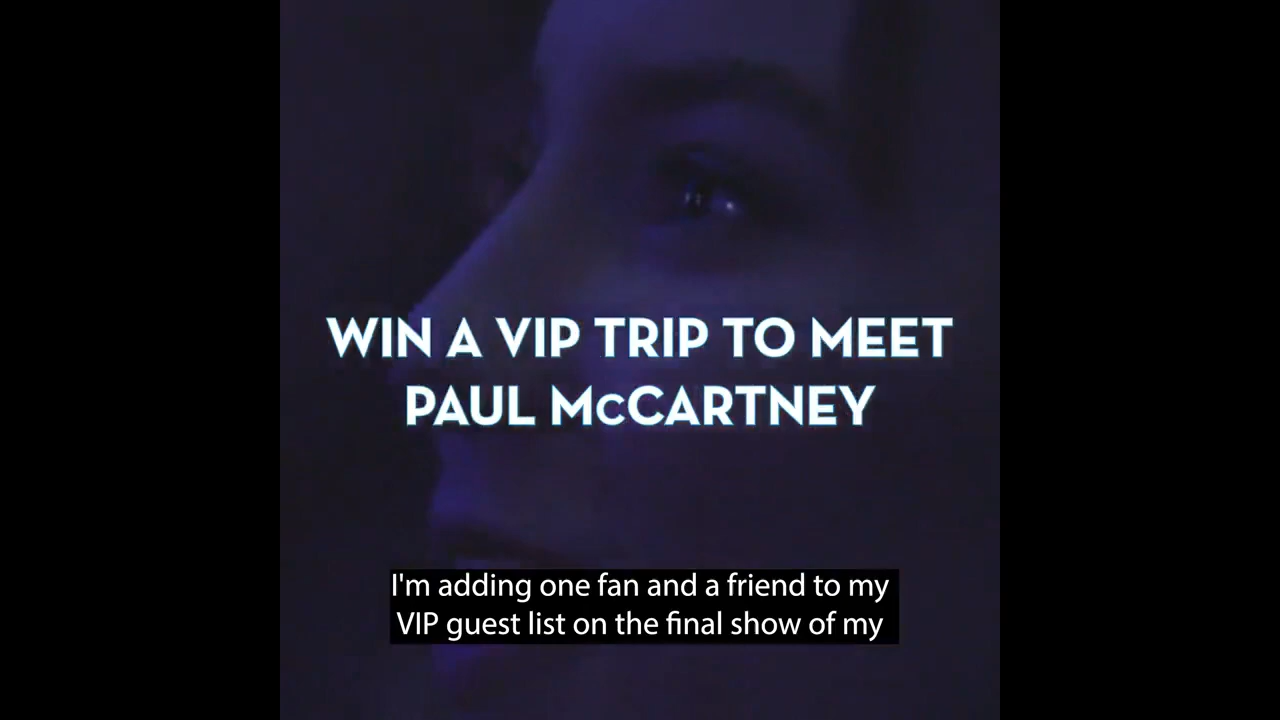 WIN A VIP TRIP TO MEET
PAUL McCARTNEY
I'm adding one fan and a friend to my
VIP guest list on the final show of my